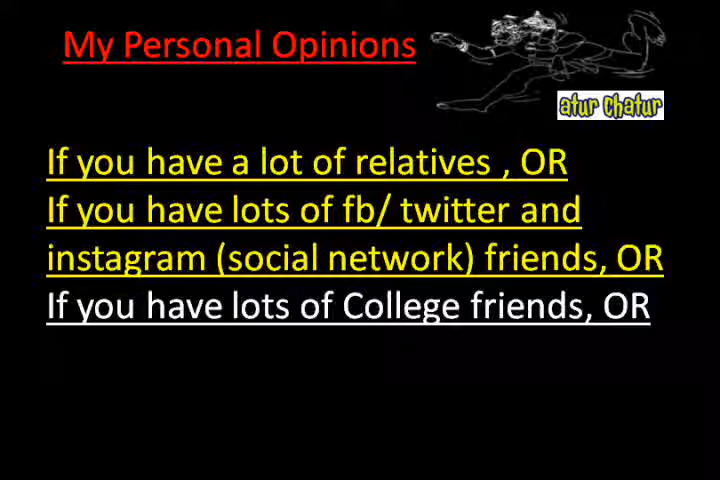 My Personal Opinions
atur chatur
If you have a lot of relatives , OR
If you have lots of fb/ twitter and
instagram (social network) friends, OR
If you have lots of College friends, OR